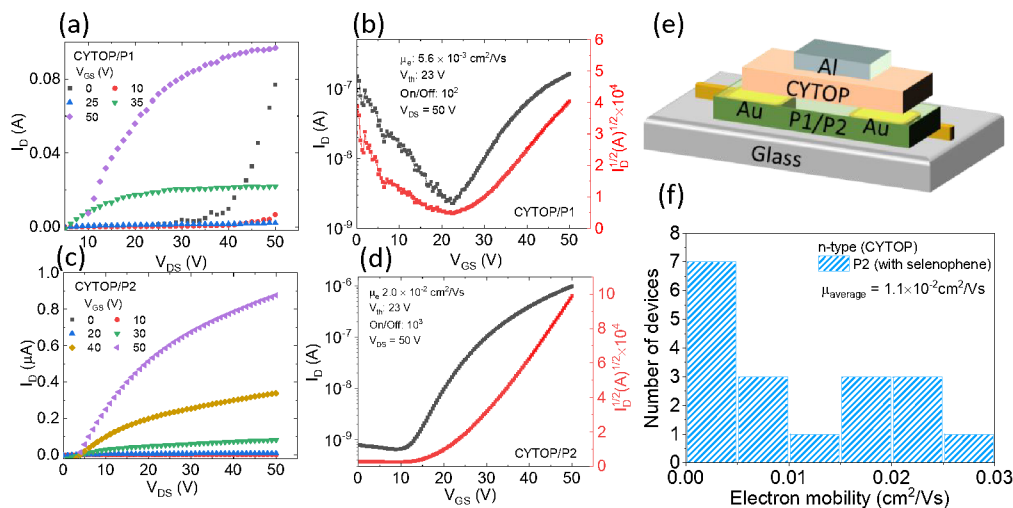 (a)
CYTOP/P1
V_GS (V)
0 10
25 35
50
I_D (A)
0.08
0.04
0.00
10 20 30 40 50
V_DS (V)
(b)
μ_e: 5.6 × 10^-3 cm²/Vs
V_th: 23 V
On/Off: 10²
V_DS = 50 V
I_D (A)
10^-7
10^-8
10^-9
0 10 20 30 40 50
V_GS (V)
6
5
4
3
2
1
0
I_D^1/2(A)^1/2×10^4
CYTOP/P1
(c)
CYTOP/P2
V_GS (V)
0 10
20 30
40 50
I_D (μA)
1.0
0.8
0.6
0.4
0.2
0.0
0 10 20 30 40 50
V_DS (V)
(d)
μ_e 2.0× 10^-2 cm²/Vs
V_th: 23 V
On/Off: 10³
V_DS = 50 V
I_D (A)
10^-6
10^-7
10^-8
10^-9
0 10 20 30 40 50
V_GS (V)
10
8
6
4
2
0
I_D^1/2(A)^1/2×10^4
CYTOP/P2
(e)
Al
CYTOP
Au P1/P2 Au
Glass
(f)
n-type (CYTOP)
P2 (with selenophene)
μ_average = 1.1×10^-2cm²/Vs
Number of devices
8
7
6
5
4
3
2
1
0
0.00 0.01 0.02 0.03
Electron mobility (cm²/Vs)